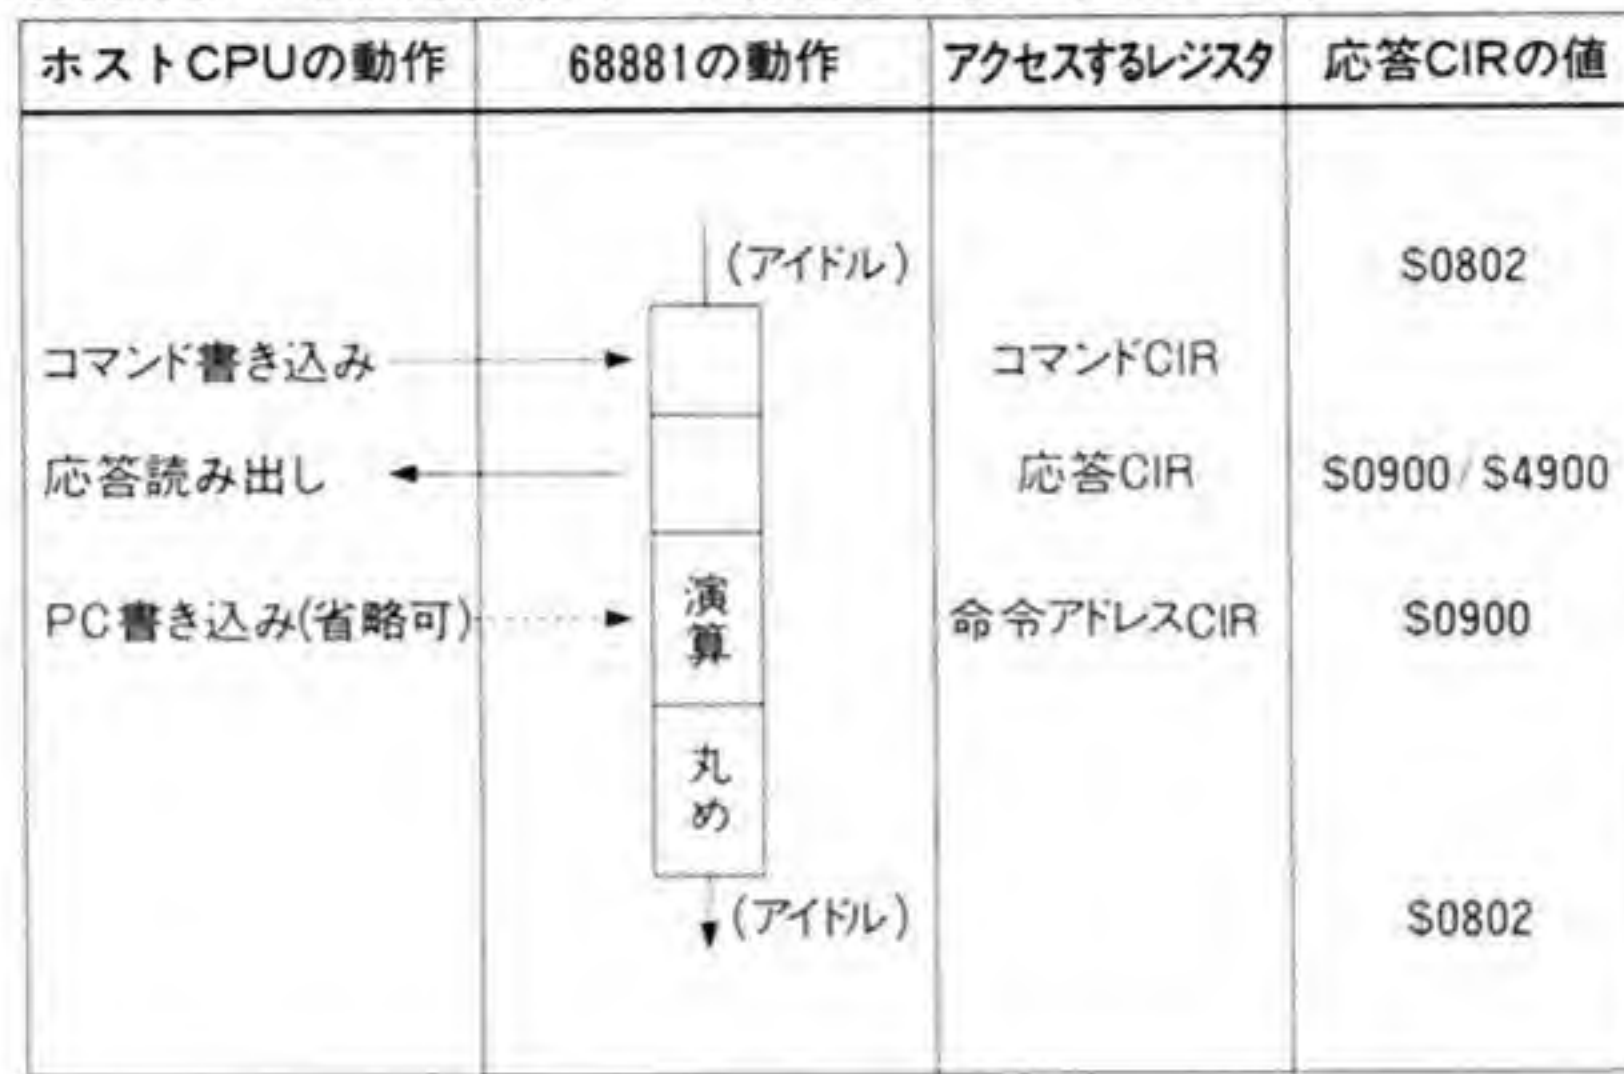 ホストCPUの動作 68881の動作 アクセスするレジスタ 応答CIRの値
(アイドル) $0802
コマンド書き込み コマンドCIR
応答読み出し 応答CIR $0900/$4900
PC書き込み(省略可) 演算 命令アドレスCIR $0900
丸め
(アイドル) $0802